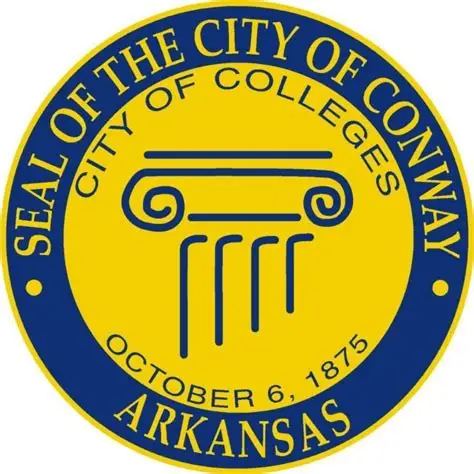 SEAL OF THE CITY OF CONWAY
CITY OF COLLEGES
OCTOBER 6, 1875
ARKANSAS